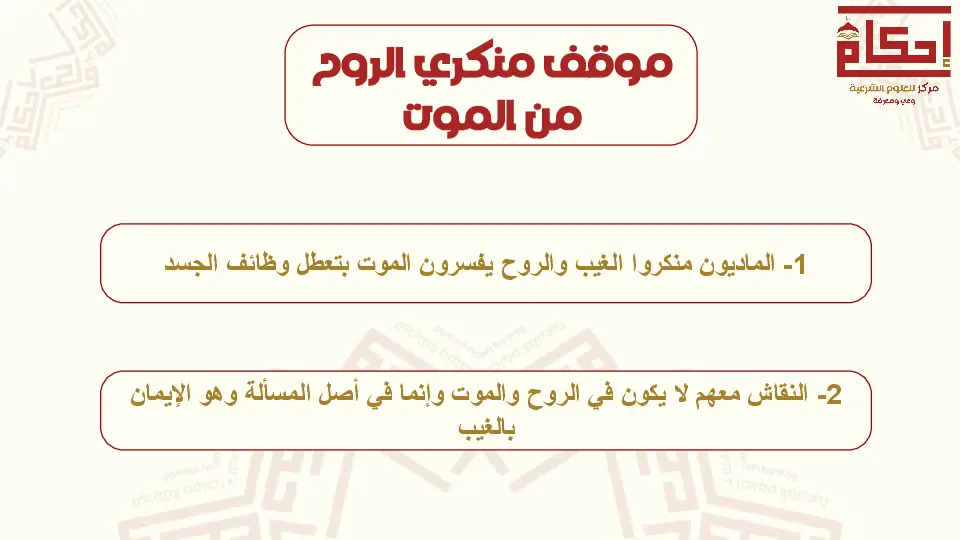 إحكام
مركز للعلوم الشرعية
وعي ومعرفة
موقف منكري الروح
من الموت
1- الماديون منكروا الغيب والروح يفسرون الموت بتعطل وظائف الجسد
2- النقاش معهم لا يكون في الروح والموت وإنما في أصل المسألة وهو الإيمان
بالغيب